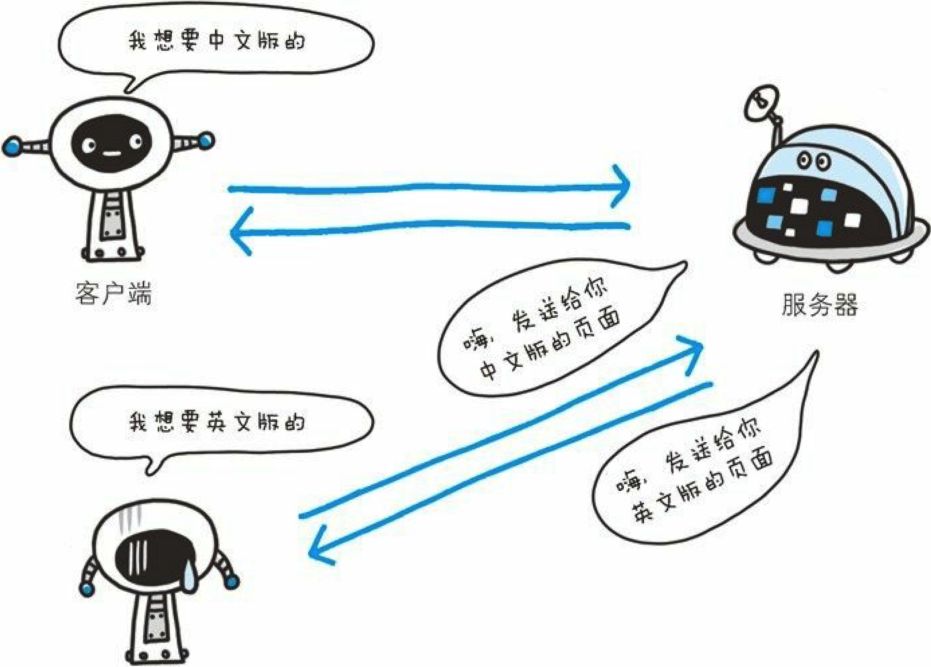 我想要中文版的
客户端
服务器
嗨，发送给你
中文版的页面
我想要英文版的
嗨，发送给你
英文版的页面